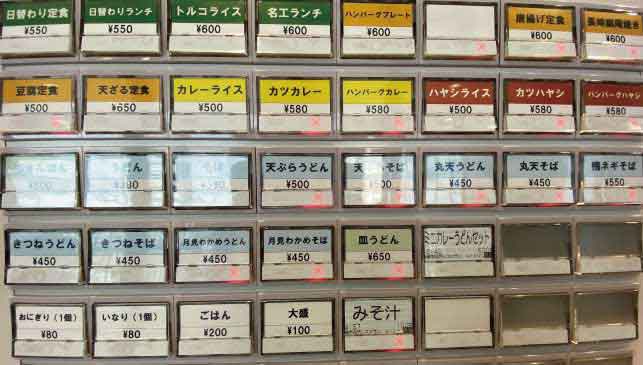 日替わり定食
¥550
日替わりランチ
¥550
トルコライス
¥600
名工ランチ
¥600
ハンバーグプレート
¥600
唐揚げ定食
¥600
豆腐定食
¥500
天ざる定食
¥650
カレーライス
¥500
カツカレー
¥580
ハンバーグカレー
¥580
ハヤシライス
¥500
カツハヤシ
¥580
ハンバーグハヤシ
¥580
天ぷらうどん
¥500
丸天うどん
¥450
丸天そば
¥450
鴨ネギそば
¥550
きつねうどん
¥450
きつねそば
¥450
月見わかめうどん
¥450
月見わかめそば
¥450
皿うどん
¥650
ミニカレーうどんセット
おにぎり(1個)
¥80
いなり(1個)
¥80
ごはん
¥200
大盛
¥100
みそ汁